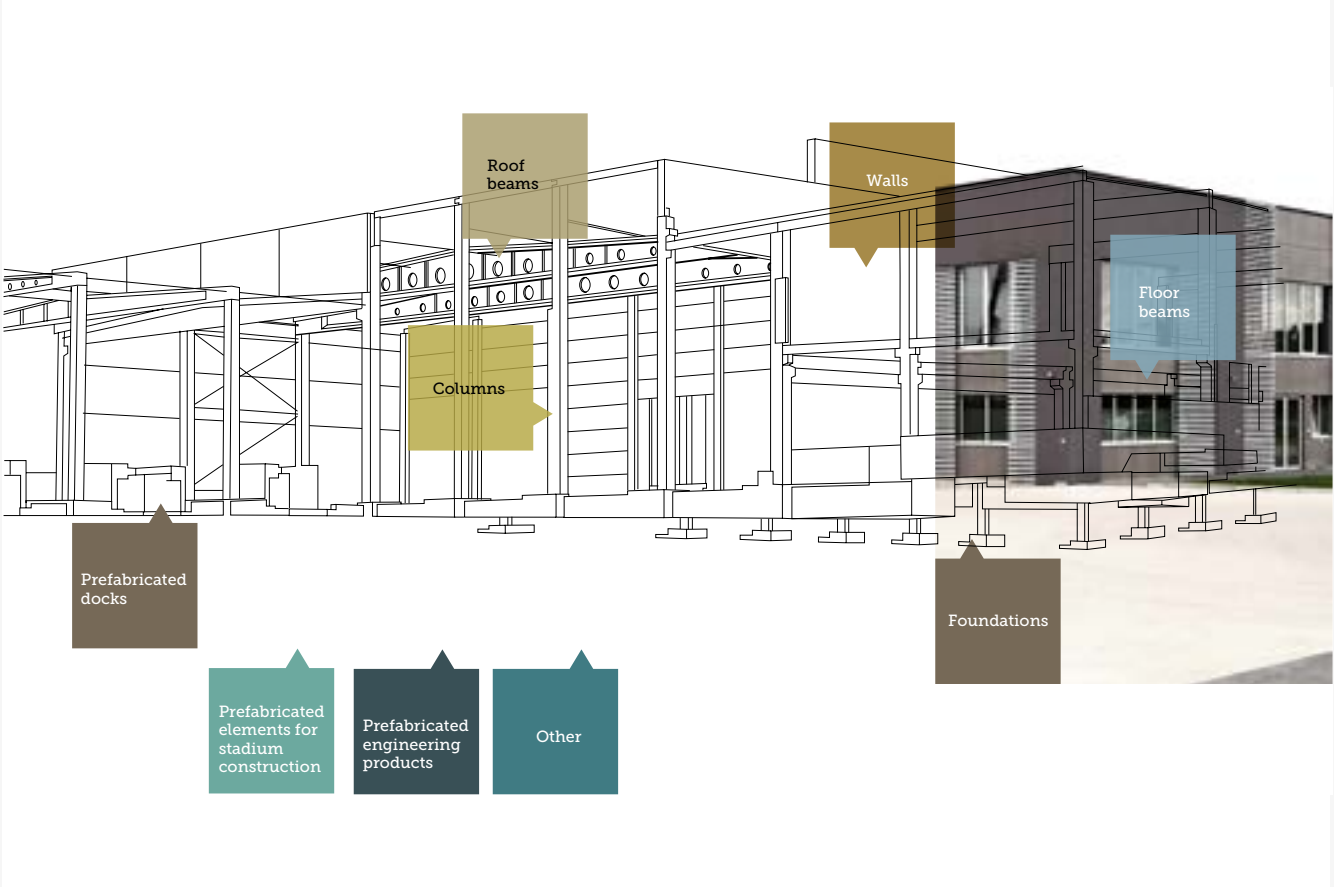 Roof
beams
Walls
Floor
beams
Columns
Prefabricated
docks
Foundations
Prefabricated
elements for
stadium
construction
Prefabricated
engineering
products
Other